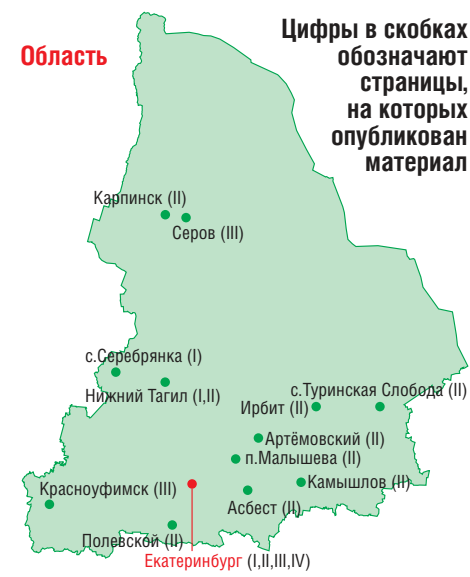 Область
Цифры в скобках
обозначают
страницы,
на которых
опубликован
материал
Карпинск (II)
Серов (III)
с.Серебрянка (I)
Нижний Тагил (I,II)
с.Туринская Слобода (II)
Ирбит (II)
Артёмовский (II)
п.Малышева (II)
Камышлов (II)
Красноуфимск (III)
Асбест (II)
Полевской (II)
Екатеринбург (I,II,III,IV)